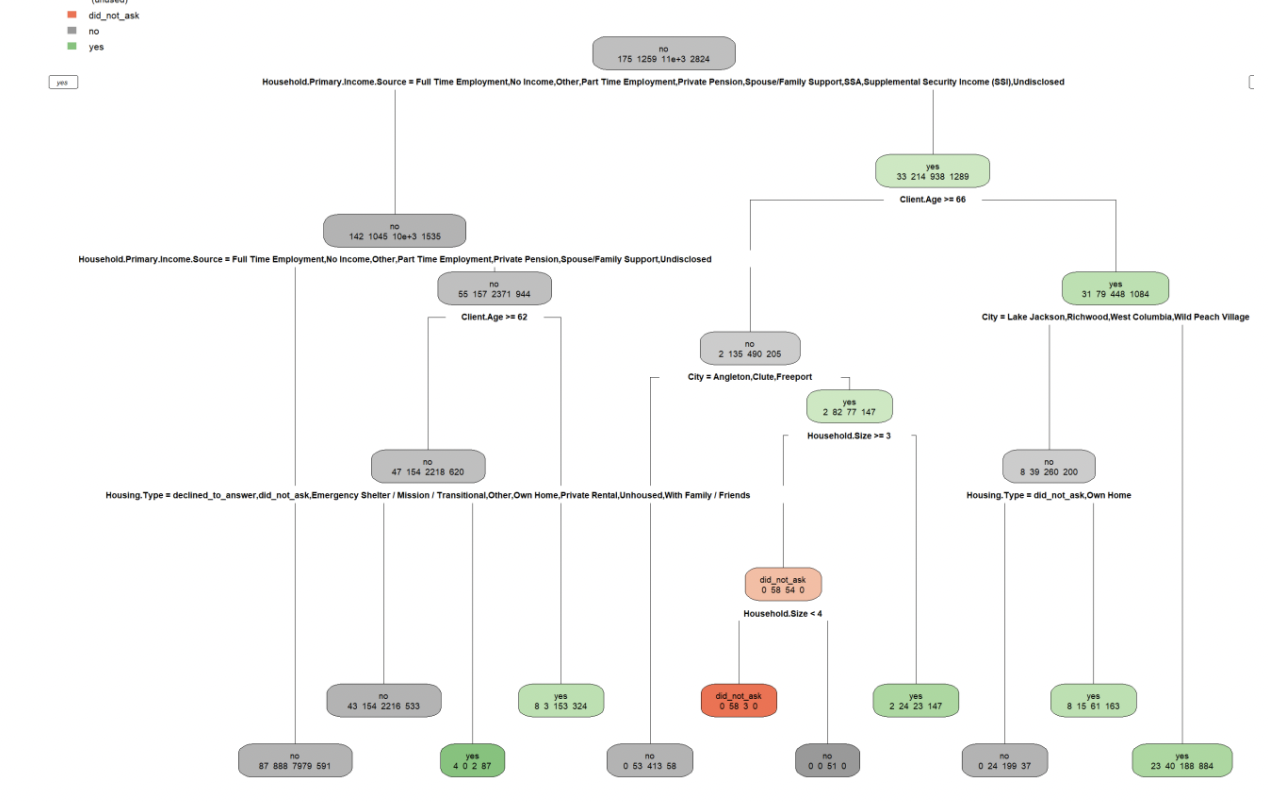 (unused)
did_not_ask
no
yes
no
175 1259 11e+3 2824
yes
Household.Primary.Income.Source = Full Time Employment,No Income,Other,Part Time Employment,Private Pension,Spouse/Family Support,SSA,Supplemental Security Income (SSI),Undisclosed
yes
33 214 938 1289
Client.Age >= 66
no
142 1045 10e+3 1535
Household.Primary.Income.Source = Full Time Employment,No Income,Other,Part Time Employment,Private Pension,Spouse/Family Support,Undisclosed
no
55 157 2371 944
yes
31 79 448 1084
Client.Age >= 62
City = Lake Jackson,Richwood,West Columbia,Wild Peach Village
no
2 135 490 205
City = Angleton,Clute,Freeport
yes
2 82 77 147
Household.Size >= 3
no
47 154 2218 620
no
8 39 260 200
Housing.Type = declined_to_answer,did_not_ask,Emergency Shelter / Mission / Transitional,Other,Own Home,Private Rental,Unhoused,With Family / Friends
Housing.Type = did_not_ask,Own Home
did_not_ask
0 58 54 0
Household.Size < 4
no
43 154 2216 533
yes
8 3 153 324
did_not_ask
0 58 3 0
yes
2 24 23 147
yes
8 15 61 163
no
87 888 7979 591
yes
4 0 2 87
no
0 53 413 58
no
0 0 51 0
no
0 24 199 37
yes
23 40 188 884